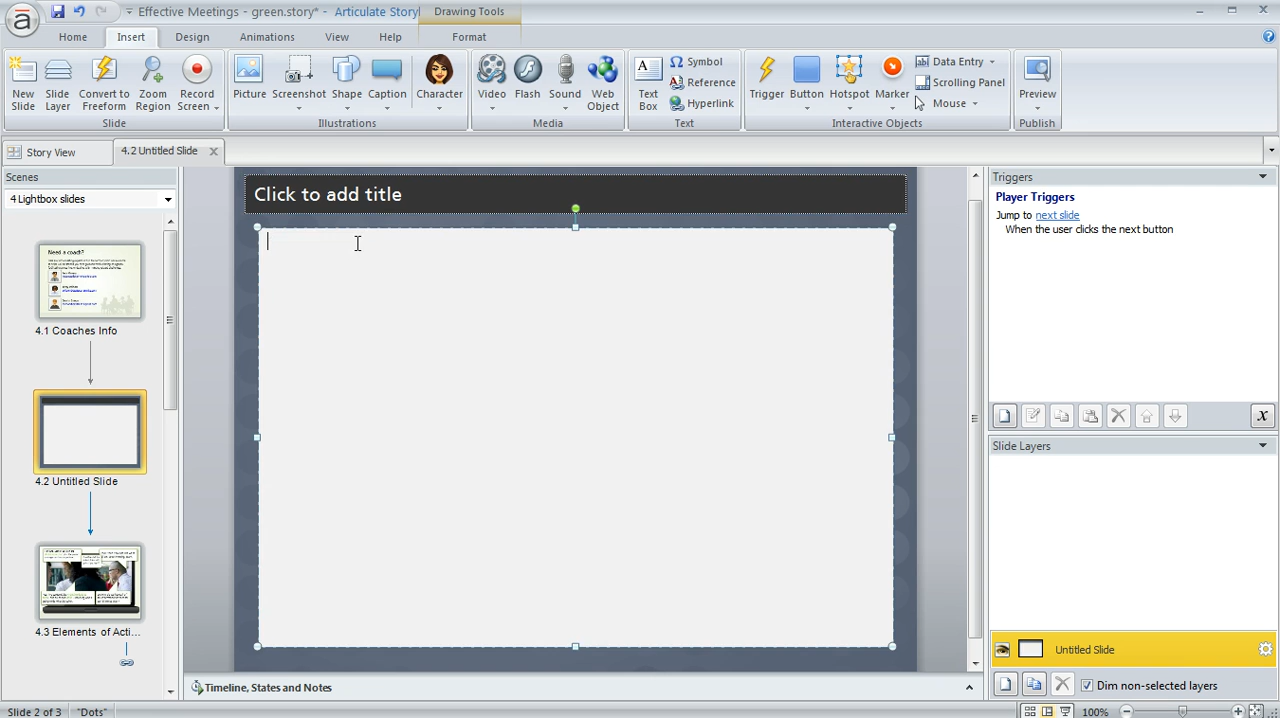 Effective Meetings - green.story* - Articulate Story
Drawing Tools
Home
Insert
Design
Animations
View
Help
Format
New Slide
Slide Layer
Convert to Freeform
Zoom Region
Record Screen
Slide
Picture
Screenshot
Shape
Caption
Character
Illustrations
Video
Flash
Sound
Web Object
Media
Text Box
Symbol
Reference
Hyperlink
Text
Trigger
Button
Hotspot
Marker
Data Entry
Scrolling Panel
Mouse
Interactive Objects
Preview
Publish
Story View
4.2 Untitled Slide
Scenes
4 Lightbox slides
Need a coach?
4.1 Coaches Info
4.2 Untitled Slide
4.3 Elements of Acti...
Click to add title
Timeline, States and Notes
Triggers
Player Triggers
Jump to next slide
When the user clicks the next button
Slide Layers
Untitled Slide
Dim non-selected layers
Slide 2 of 3
"Dots"
100%